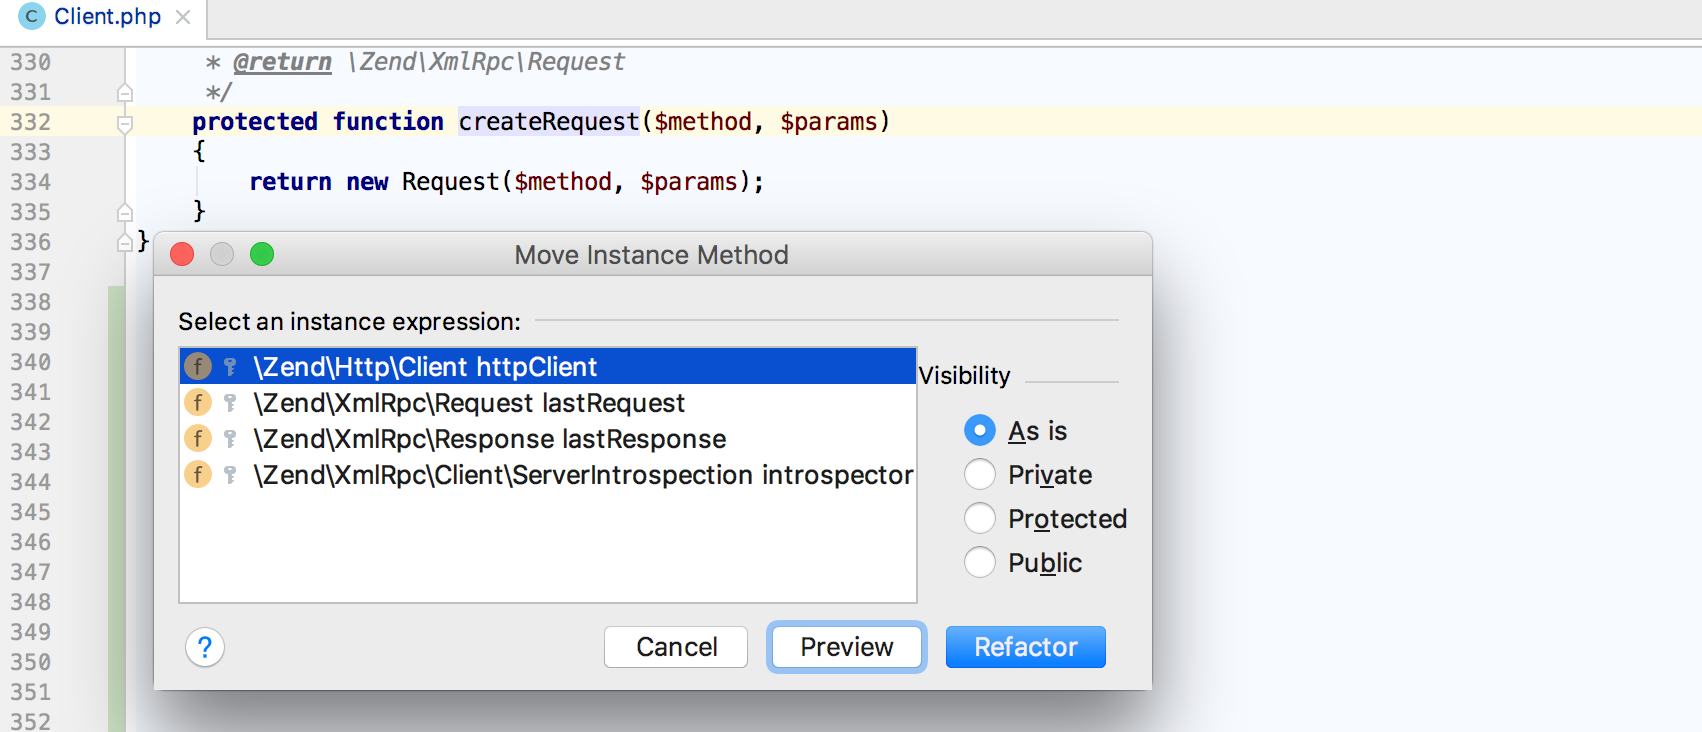 C Client.php
330 * @return \Zend\XmlRpc\Request
331 */
332 protected function createRequest($method, $params)
333 {
334 return new Request($method, $params);
335 }
336 }
337
338
339
340
341
342
343
344
345
346
347
348
349
350
351
352
Move Instance Method
Select an instance expression:
f \Zend\Http\Client httpClient
f \Zend\XmlRpc\Request lastRequest
f \Zend\XmlRpc\Response lastResponse
f \Zend\XmlRpc\Client\ServerIntrospection introspector
Visibility
As is
Private
Protected
Public
? Cancel Preview Refactor